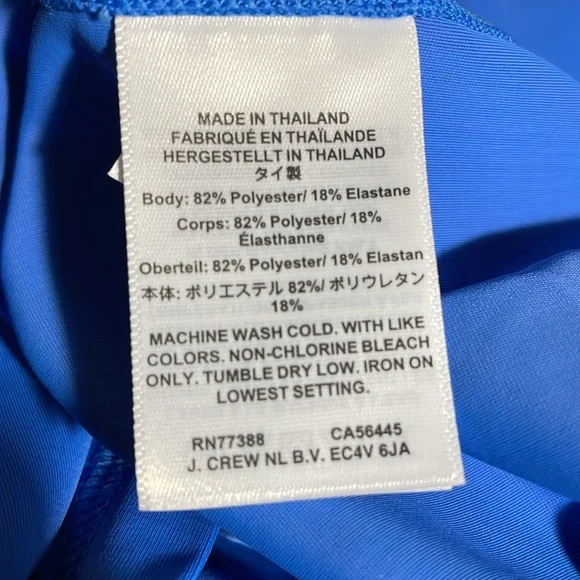 MADE IN THAILAND
FABRIQUÉ EN THAÏLANDE
HERGESTELLT IN THAILAND
タイ製
Body: 82% Polyester/ 18% Elastane
Corps: 82% Polyester/ 18%
Élasthanne
Oberteil: 82% Polyester/ 18% Elastan
本体: ポリエステル 82%/ ポリウレタン
18%
MACHINE WASH COLD. WITH LIKE
COLORS. NON-CHLORINE BLEACH
ONLY. TUMBLE DRY LOW. IRON ON
LOWEST SETTING.
RN77388 CA56445
J. CREW NL B.V. EC4V 6JA